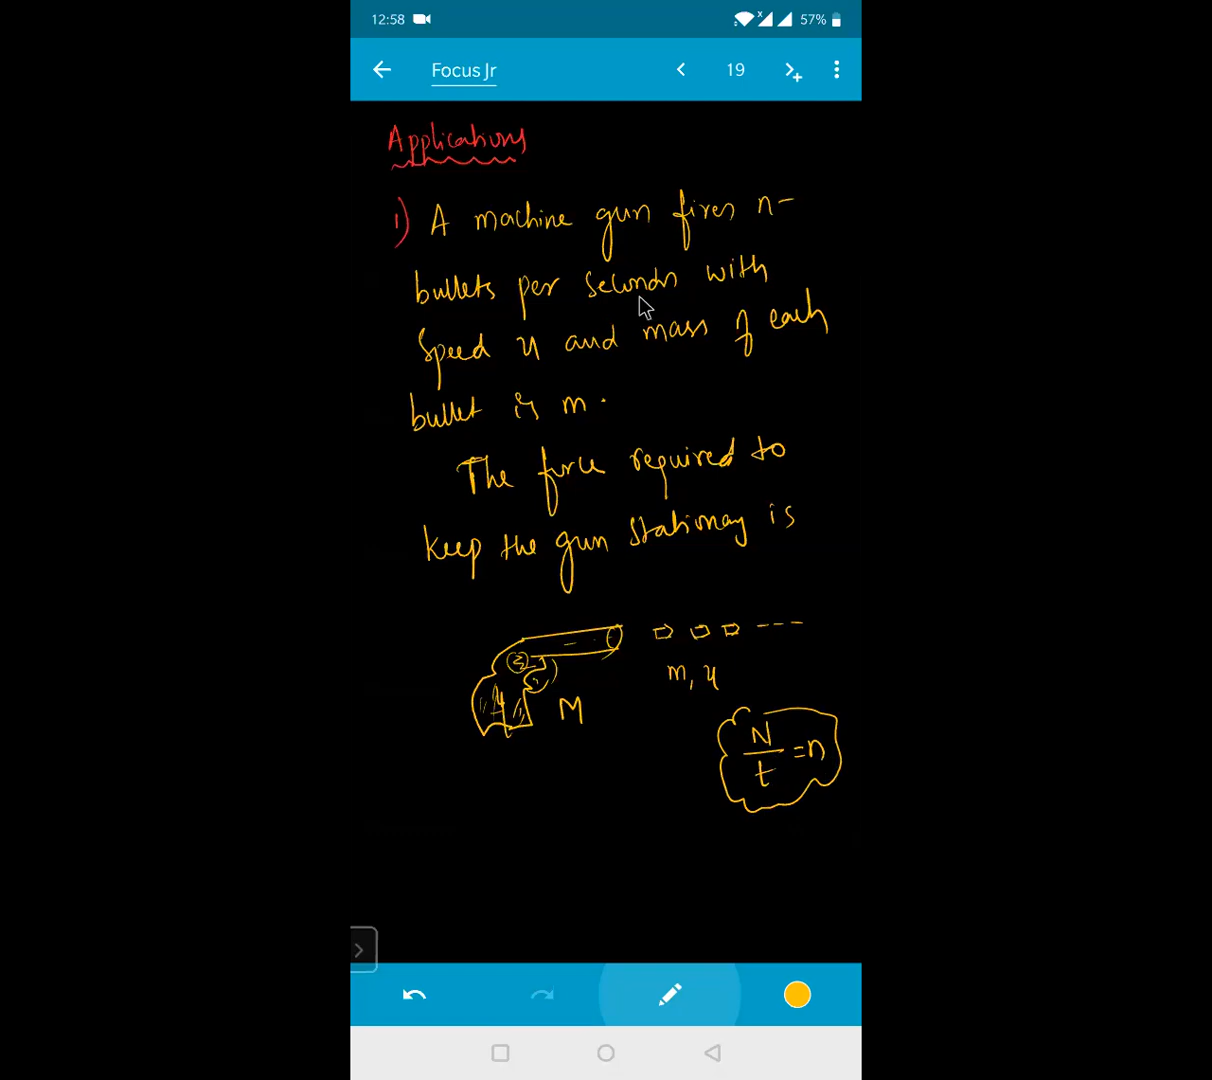 12:58
57%
Focus Jr
19
Applications
1) A machine gun fires n-
bullets per seconds with
Speed u and mass of each
bullet is m.
The force required to
keep the gun stationay is
m, u
M
N/t = n